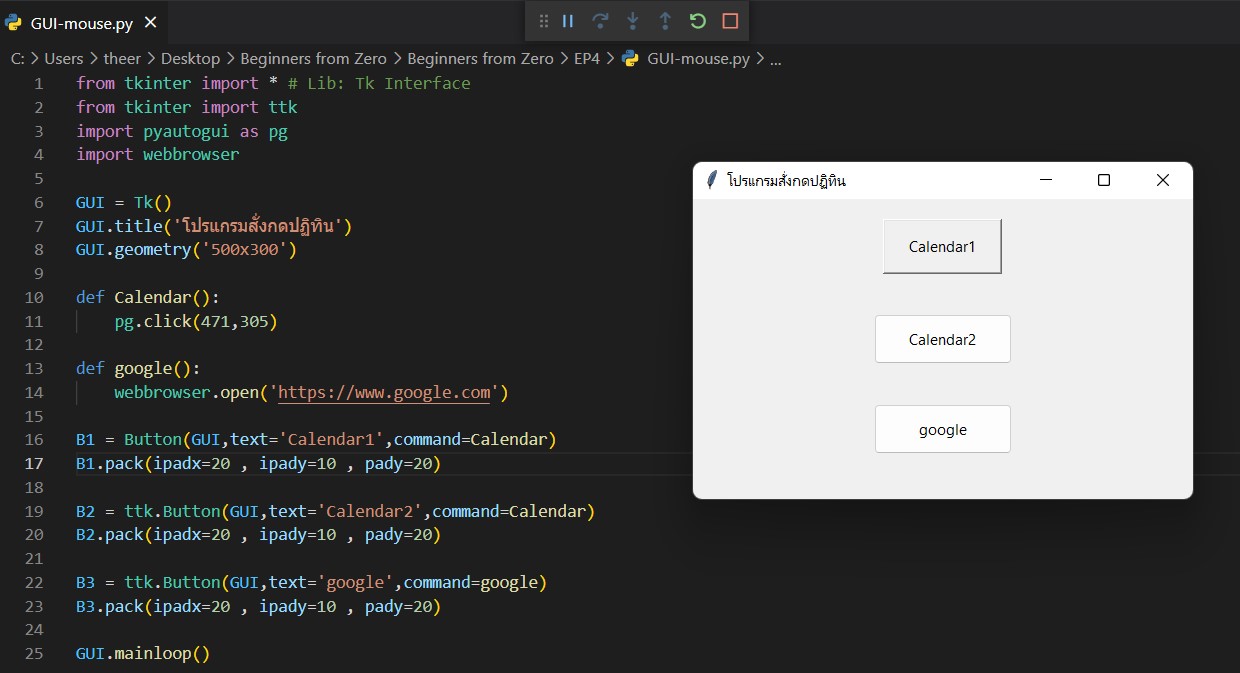 GUI-mouse.py
C: > Users > theer > Desktop > Beginners from Zero > Beginners from Zero > EP4 > GUI-mouse.py > ...
1 from tkinter import * # Lib: Tk Interface
2 from tkinter import ttk
3 import pyautogui as pg
4 import webbrowser
5
6 GUI = Tk()
7 GUI.title('โปรแกรมสั่งกดปฏิทิน')
8 GUI.geometry('500x300')
9
10 def Calendar():
11 pg.click(471,305)
12
13 def google():
14 webbrowser.open('https://www.google.com')
15
16 B1 = Button(GUI,text='Calendar1',command=Calendar)
17 B1.pack(ipadx=20 , ipady=10 , pady=20)
18
19 B2 = ttk.Button(GUI,text='Calendar2',command=Calendar)
20 B2.pack(ipadx=20 , ipady=10 , pady=20)
21
22 B3 = ttk.Button(GUI,text='google',command=google)
23 B3.pack(ipadx=20 , ipady=10 , pady=20)
24
25 GUI.mainloop()
โปรแกรมสั่งกดปฏิทิน
Calendar1
Calendar2
google